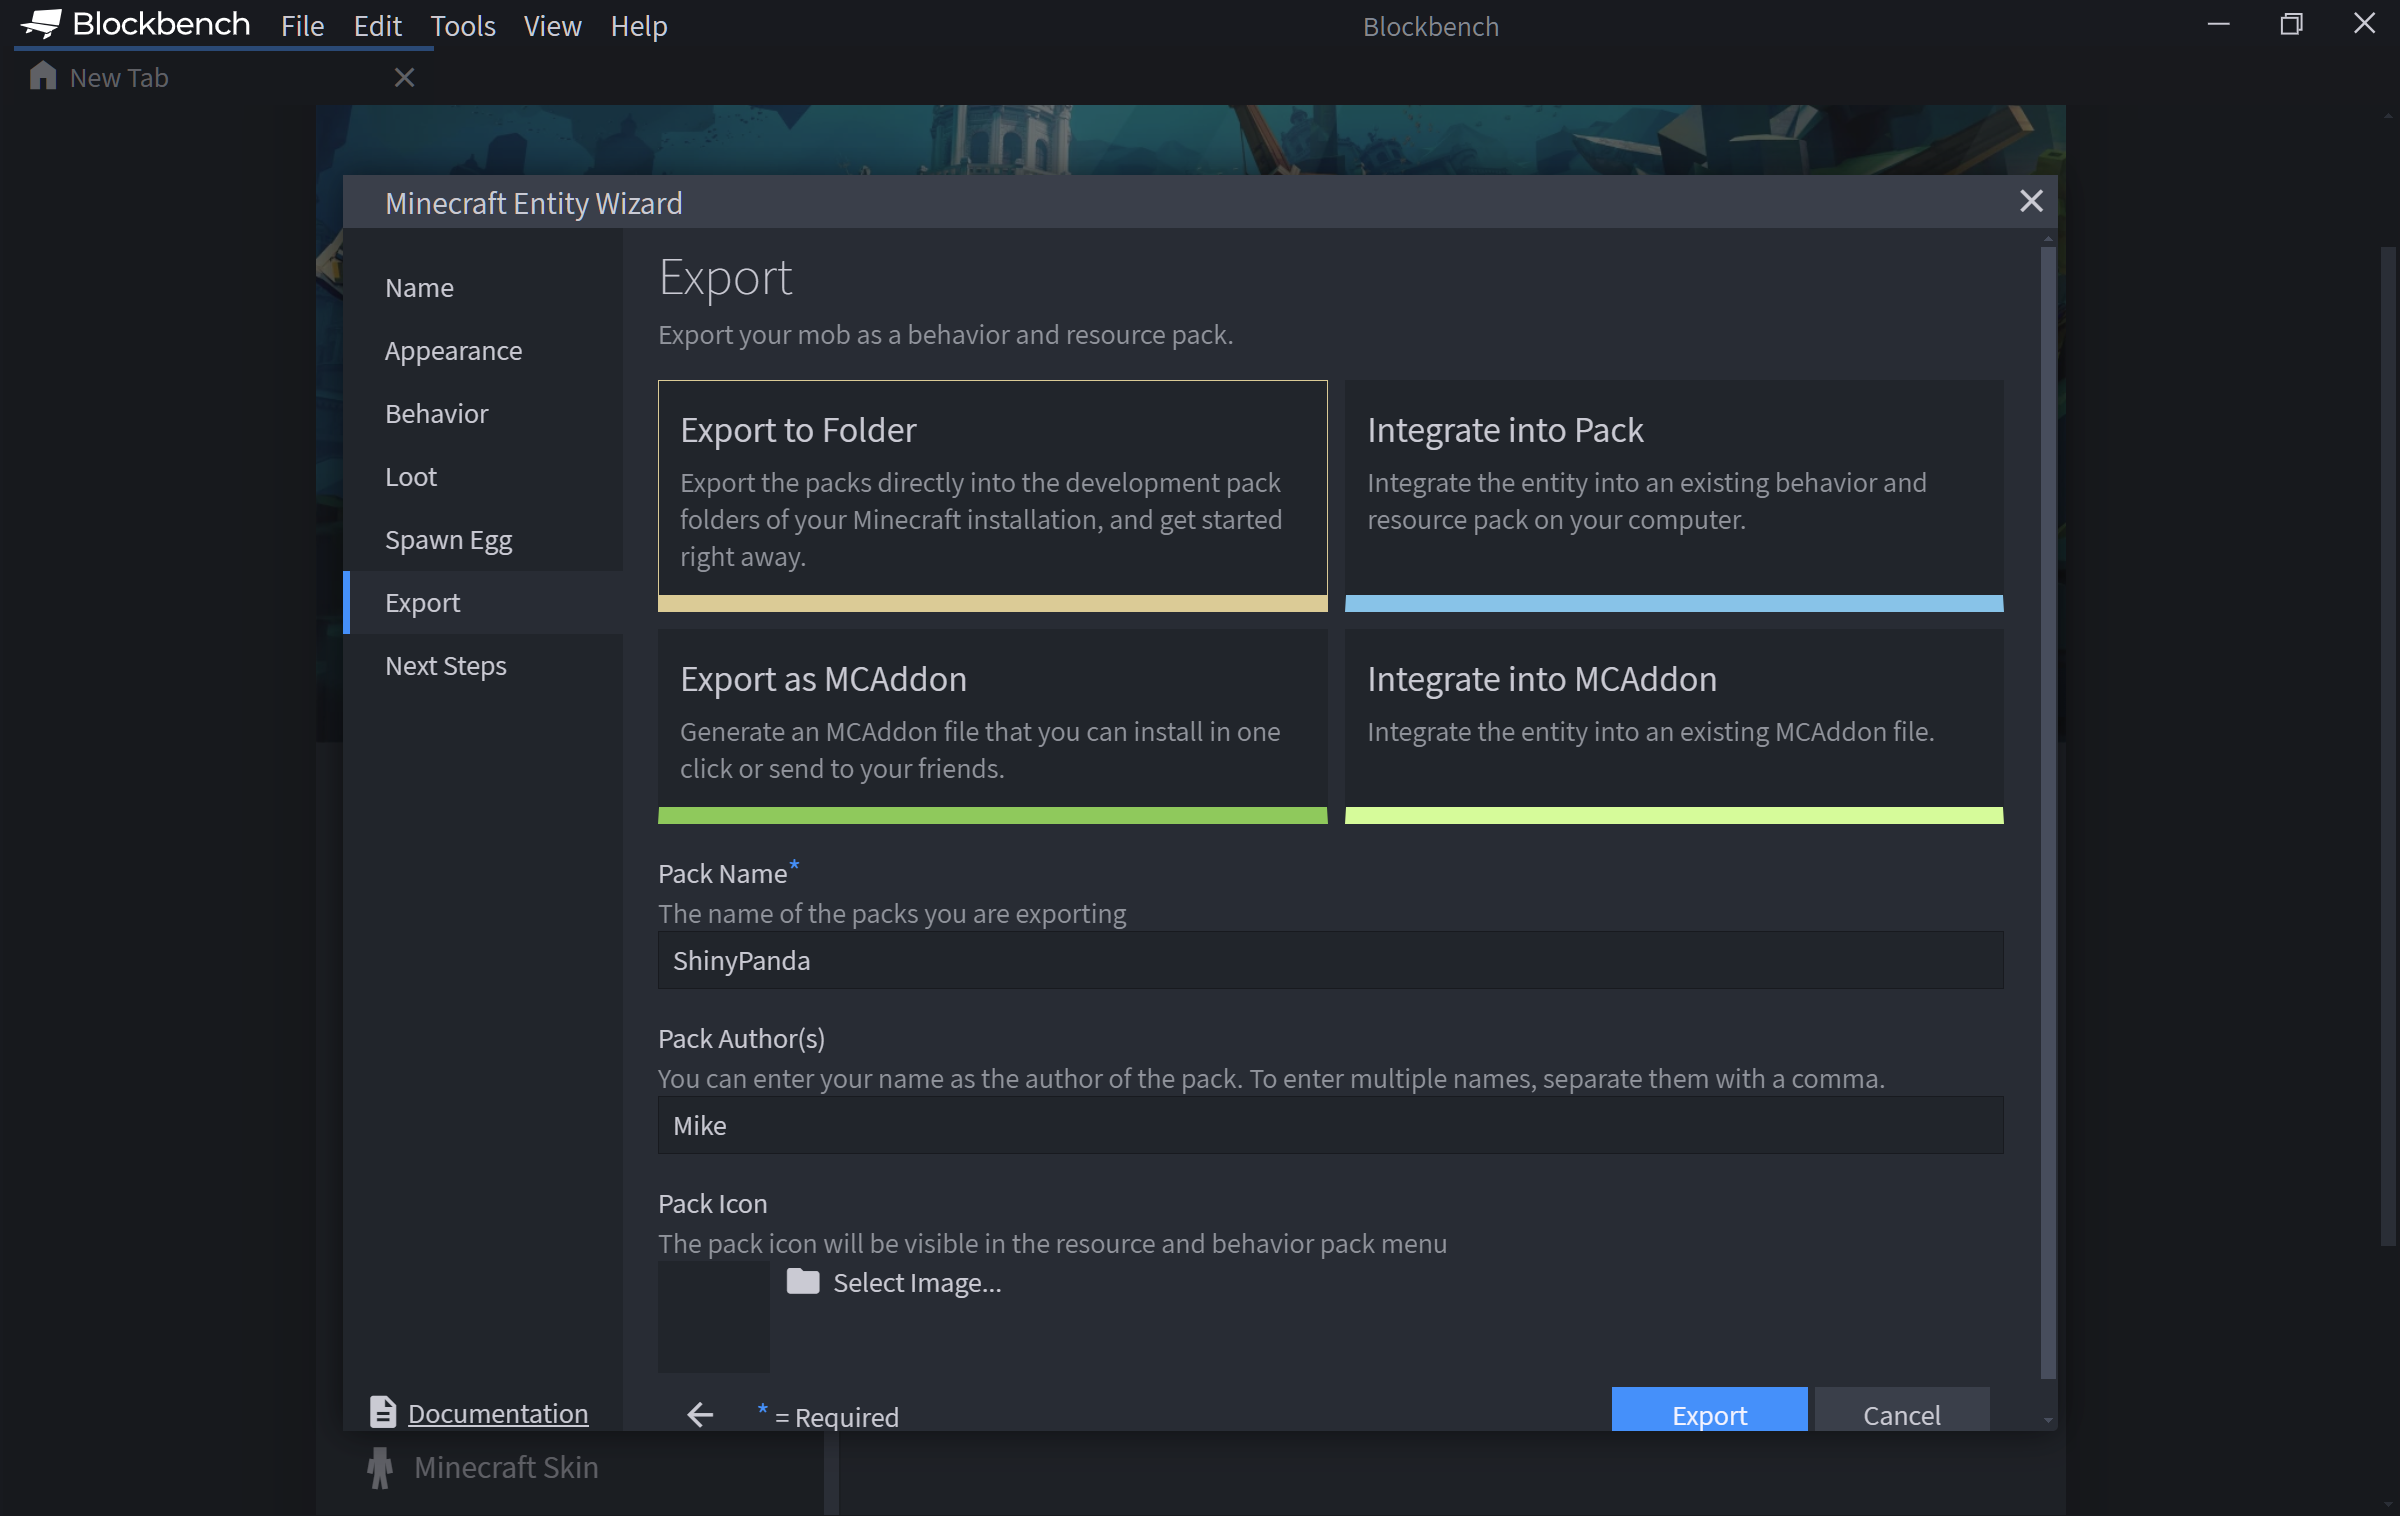 Blockbench File Edit Tools View Help Blockbench
New Tab
Minecraft Entity Wizard
Name
Appearance
Behavior
Loot
Spawn Egg
Export
Next Steps
Documentation
Export
Export your mob as a behavior and resource pack.
Export to Folder
Export the packs directly into the development pack
folders of your Minecraft installation, and get started
right away.
Integrate into Pack
Integrate the entity into an existing behavior and
resource pack on your computer.
Export as MCAddon
Generate an MCAddon file that you can install in one
click or send to your friends.
Integrate into MCAddon
Integrate the entity into an existing MCAddon file.
Pack Name*
The name of the packs you are exporting
ShinyPanda
Pack Author(s)
You can enter your name as the author of the pack. To enter multiple names, separate them with a comma.
Mike
Pack Icon
The pack icon will be visible in the resource and behavior pack menu
Select Image...
* = Required
Export
Cancel
Minecraft Skin